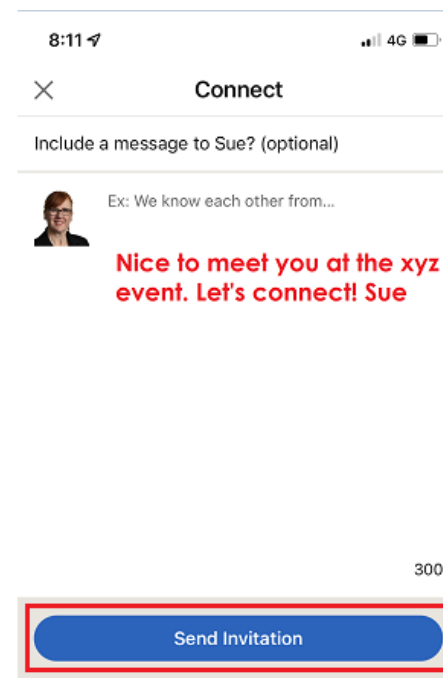 8:11
4G
Connect
Include a message to Sue? (optional)
Ex: We know each other from...
Nice to meet you at the xyz
event. Let's connect! Sue
300
Send Invitation